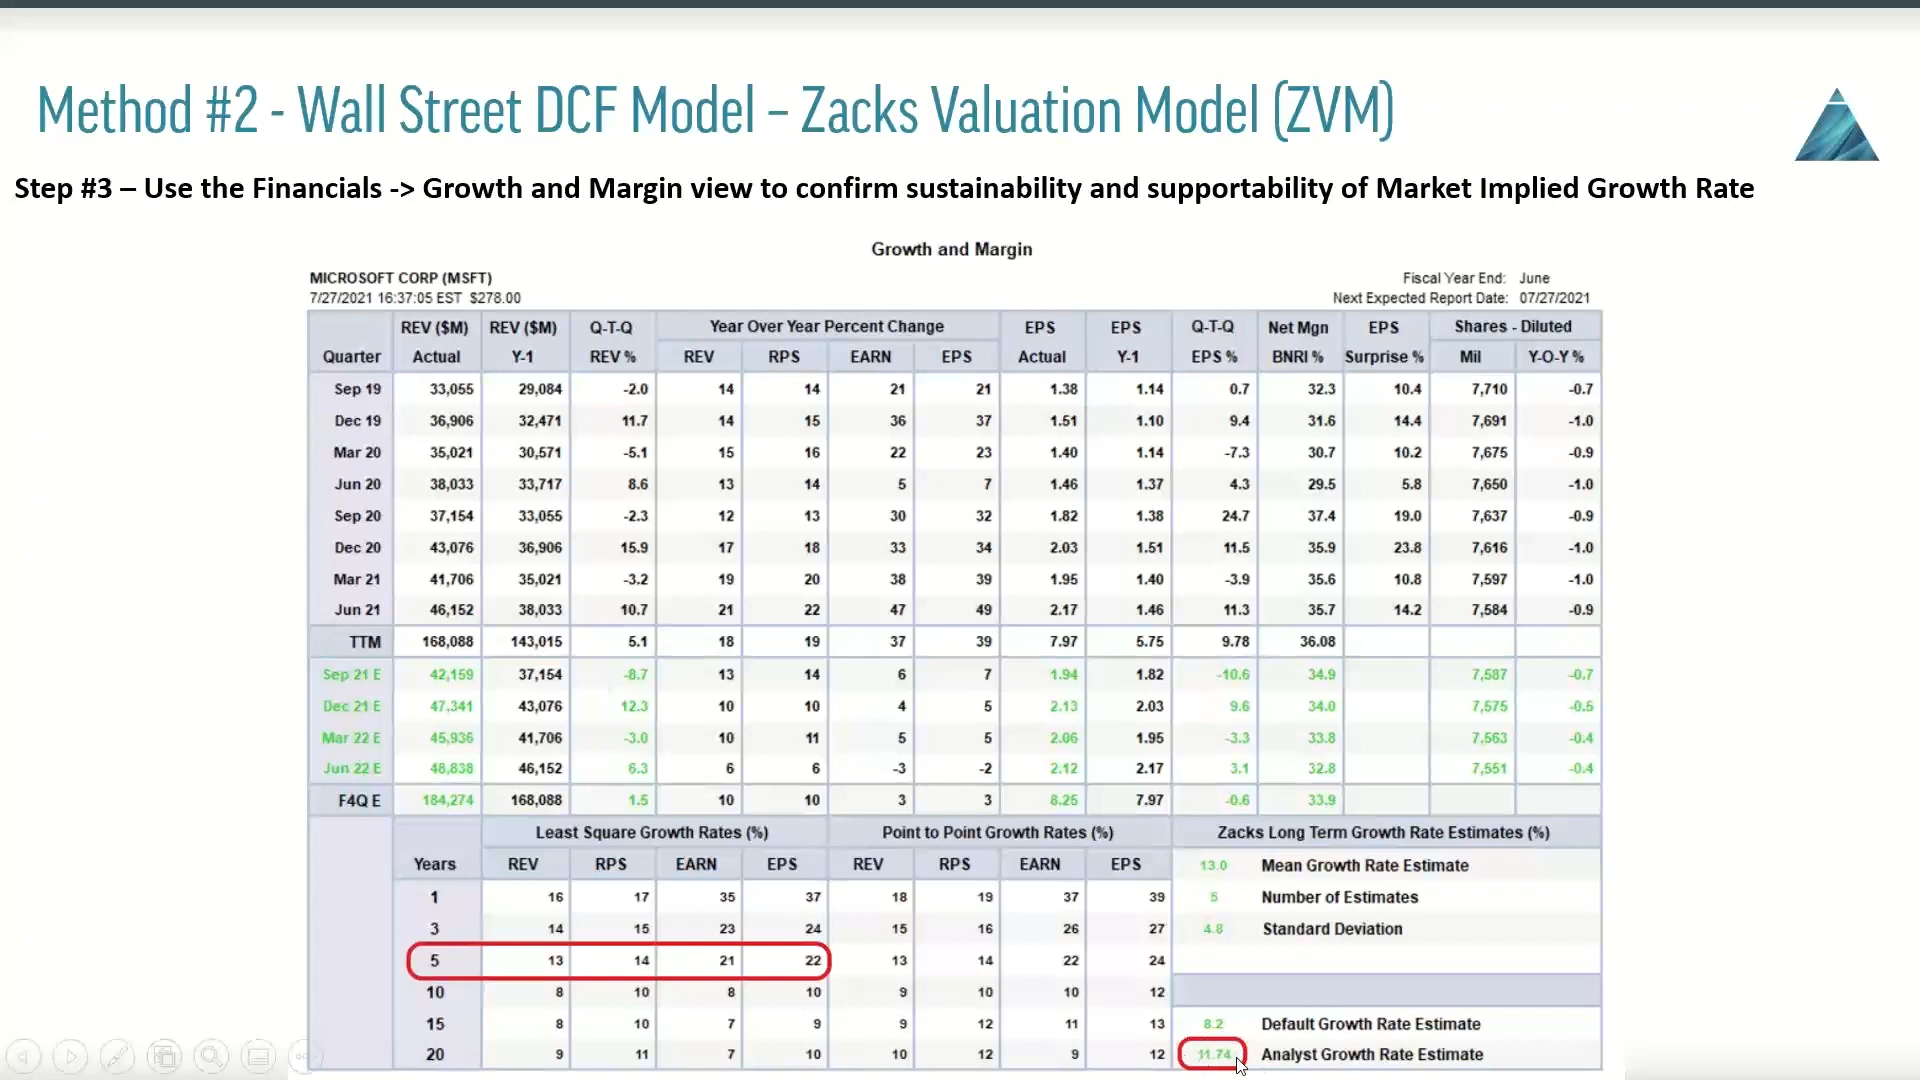 Method #2 - Wall Street DCF Model – Zacks Valuation Model (ZVM)
Step #3 – Use the Financials -> Growth and Margin view to confirm sustainability and supportability of Market Implied Growth Rate
Growth and Margin
MICROSOFT CORP (MSFT) Fiscal Year End: June
7/27/2021 16:37:05 EST $278.00 Next Expected Report Date: 07/27/2021
REV ($M) REV ($M) Q-T-Q Year Over Year Percent Change EPS EPS Q-T-Q Net Mgn EPS Shares - Diluted
Quarter Actual Y-1 REV % REV RPS EARN EPS Actual Y-1 EPS % BNRI % Surprise % Mil Y-O-Y %
Sep 19 33,055 29,084 -2.0 14 14 21 21 1.38 1.14 0.7 32.3 10.4 7,710 -0.7
Dec 19 36,906 32,471 11.7 14 15 36 37 1.51 1.10 9.4 31.6 14.4 7,691 -1.0
Mar 20 35,021 30,571 -5.1 15 16 22 23 1.40 1.14 -7.3 30.7 10.2 7,675 -0.9
Jun 20 38,033 33,717 8.6 13 14 5 7 1.46 1.37 4.3 29.5 5.8 7,650 -1.0
Sep 20 37,154 33,055 -2.3 12 13 30 32 1.82 1.38 24.7 37.4 19.0 7,637 -0.9
Dec 20 43,076 36,906 15.9 17 18 33 34 2.03 1.51 11.5 35.9 23.8 7,616 -1.0
Mar 21 41,706 35,021 -3.2 19 20 38 39 1.95 1.40 -3.9 35.6 10.8 7,597 -1.0
Jun 21 46,152 38,033 10.7 21 22 47 49 2.17 1.46 11.3 35.7 14.2 7,584 -0.9
TTM 168,088 143,015 5.1 18 19 37 39 7.97 5.75 9.78 36.08
Sep 21 E 42,159 37,154 -8.7 13 14 6 7 1.94 1.82 -10.6 34.9 7,587 -0.7
Dec 21 E 47,341 43,076 12.3 10 10 4 5 2.13 2.03 9.6 34.0 7,575 -0.5
Mar 22 E 45,936 41,706 -3.0 10 11 5 5 2.06 1.95 -3.3 33.8 7,563 -0.4
Jun 22 E 48,838 46,152 6.3 6 6 -3 -2 2.12 2.17 3.1 32.8 7,551 -0.4
F4Q E 184,274 168,088 1.5 10 10 3 3 8.25 7.97 -0.6 33.9
Least Square Growth Rates (%) Point to Point Growth Rates (%) Zacks Long Term Growth Rate Estimates (%)
Years REV RPS EARN EPS REV RPS EARN EPS 13.0 Mean Growth Rate Estimate
1 16 17 35 37 18 19 37 39 5 Number of Estimates
3 14 15 23 24 15 16 26 27 4.8 Standard Deviation
5 13 14 21 22 13 14 22 24
10 8 10 8 10 9 10 10 12
15 8 10 7 9 9 12 11 13 8.2 Default Growth Rate Estimate
20 9 11 7 10 10 12 9 12 11.74 Analyst Growth Rate Estimate